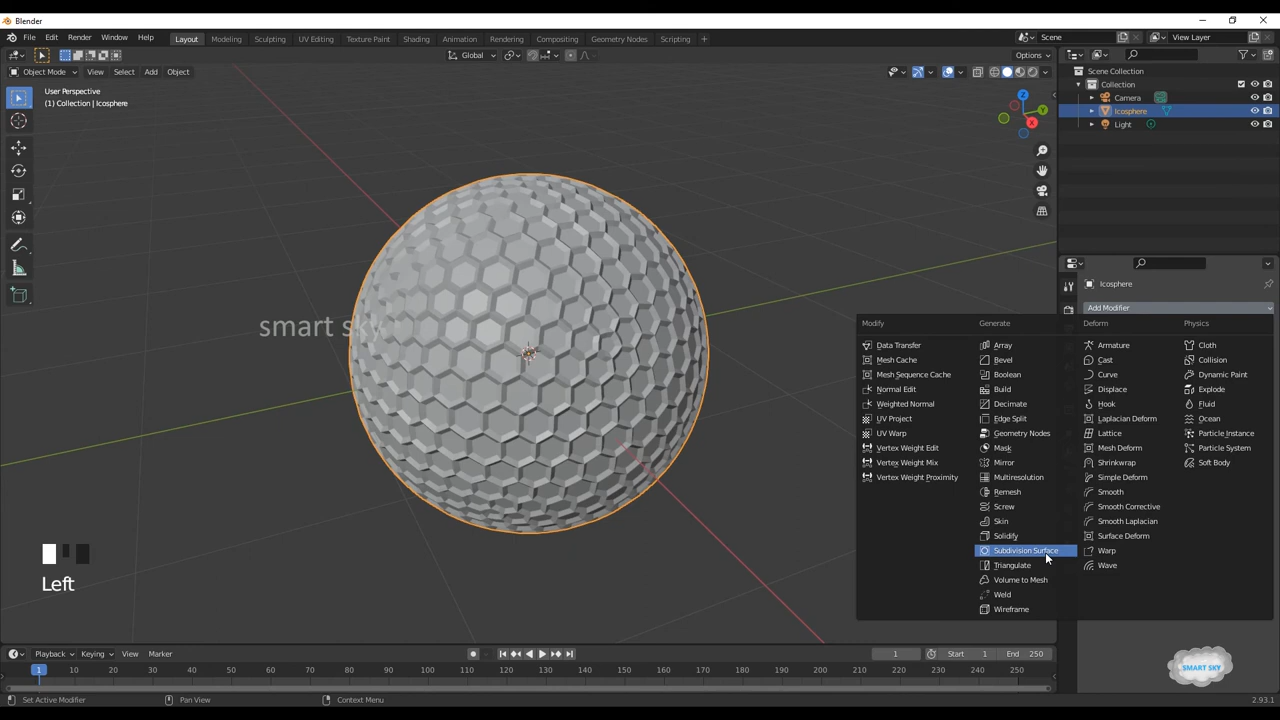 Blender
File Edit Render Window Help
Layout Modeling Sculpting UV Editing Texture Paint Shading Animation Rendering Compositing Geometry Nodes Scripting +
Scene
View Layer
Object Mode View Select Add Object
Global
Options
User Perspective
(1) Collection | Icosphere
Z
Y
X
Scene Collection
Collection
Camera
Icosphere
Light
Icosphere
Add Modifier
Modify
Data Transfer
Mesh Cache
Mesh Sequence Cache
Normal Edit
Weighted Normal
UV Project
UV Warp
Vertex Weight Edit
Vertex Weight Mix
Vertex Weight Proximity
Generate
Array
Bevel
Boolean
Build
Decimate
Edge Split
Geometry Nodes
Mask
Mirror
Multiresolution
Remesh
Screw
Skin
Solidify
Subdivision Surface
Triangulate
Volume to Mesh
Weld
Wireframe
Deform
Armature
Cast
Curve
Displace
Hook
Laplacian Deform
Lattice
Mesh Deform
Shrinkwrap
Simple Deform
Smooth
Smooth Corrective
Smooth Laplacian
Surface Deform
Warp
Wave
Physics
Cloth
Collision
Dynamic Paint
Explode
Fluid
Ocean
Particle Instance
Particle System
Soft Body
smart sky
Left
Playback Keying View Marker
1 Start 1 End 250
1 10 20 30 40 50 60 70 80 90 100 110 120 130 140 150 160 170 180 190 200 210 220 230 240 250
SMART SKY
Set Active Modifier Pan View Context Menu 2.93.1